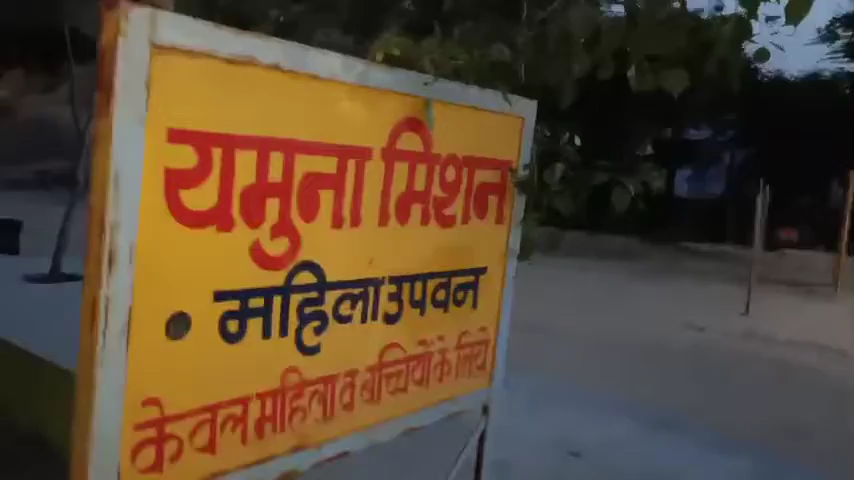 यमुना मिशन
महिला उपवन
केवल महिला व बच्चियों के लिये